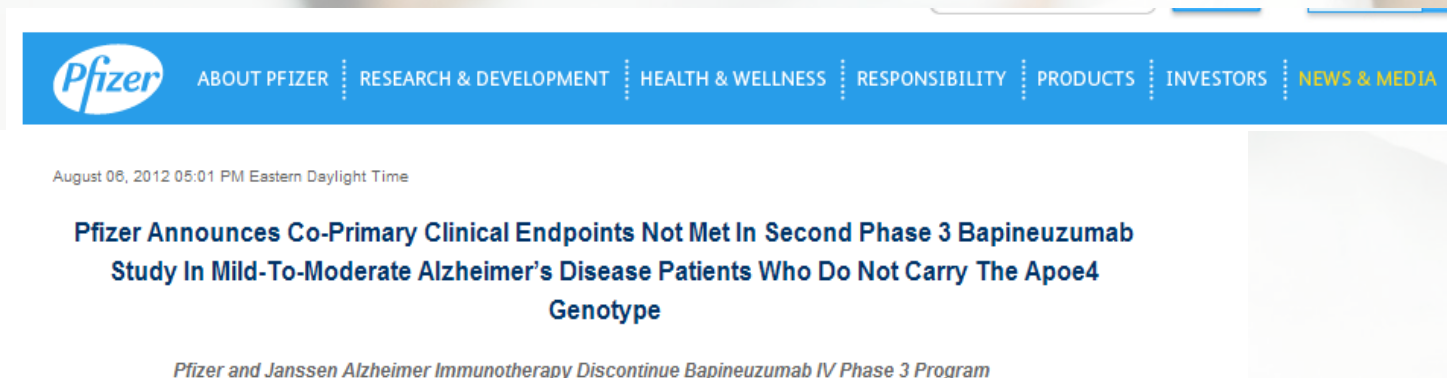 Pfizer ABOUT PFIZER RESEARCH & DEVELOPMENT HEALTH & WELLNESS RESPONSIBILITY PRODUCTS INVESTORS NEWS & MEDIA
August 06, 2012 05:01 PM Eastern Daylight Time
Pfizer Announces Co-Primary Clinical Endpoints Not Met In Second Phase 3 Bapineuzumab
Study In Mild-To-Moderate Alzheimer's Disease Patients Who Do Not Carry The Apoe4
Genotype
Pfizer and Janssen Alzheimer Immunotherapy Discontinue Bapineuzumab IV Phase 3 Program